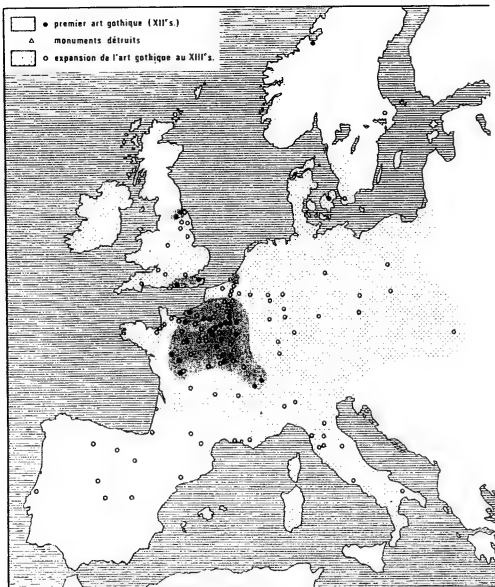 premier art gothique (XIIᵉ s.)
monuments détruits
expansion de l'art gothique au XIIIᵉ s.